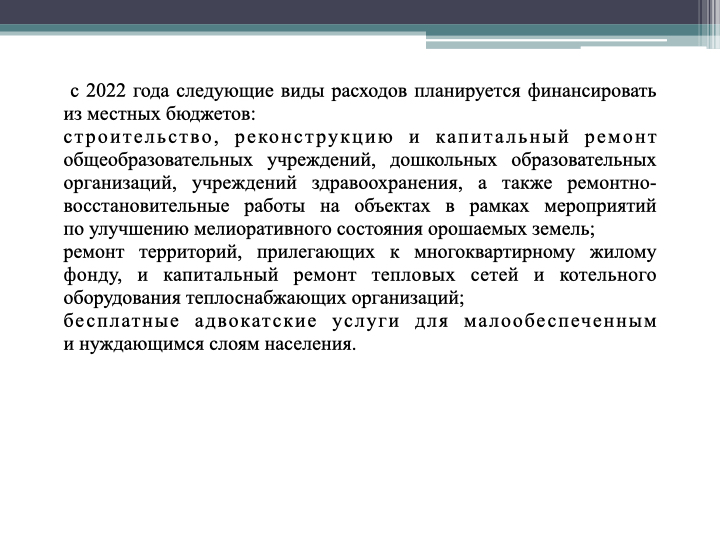 с 2022 года следующие виды расходов планируется финансировать
из местных бюджетов:
строительство, реконструкцию и капитальный ремонт
общеобразовательных учреждений, дошкольных образовательных
организаций, учреждений здравоохранения, а также ремонтно-
восстановительные работы на объектах в рамках мероприятий
по улучшению мелиоративного состояния орошаемых земель;
ремонт территорий, прилегающих к многоквартирному жилому
фонду, и капитальный ремонт тепловых сетей и котельного
оборудования теплоснабжающих организаций;
бесплатные адвокатские услуги для малообеспеченным
и нуждающимся слоям населения.